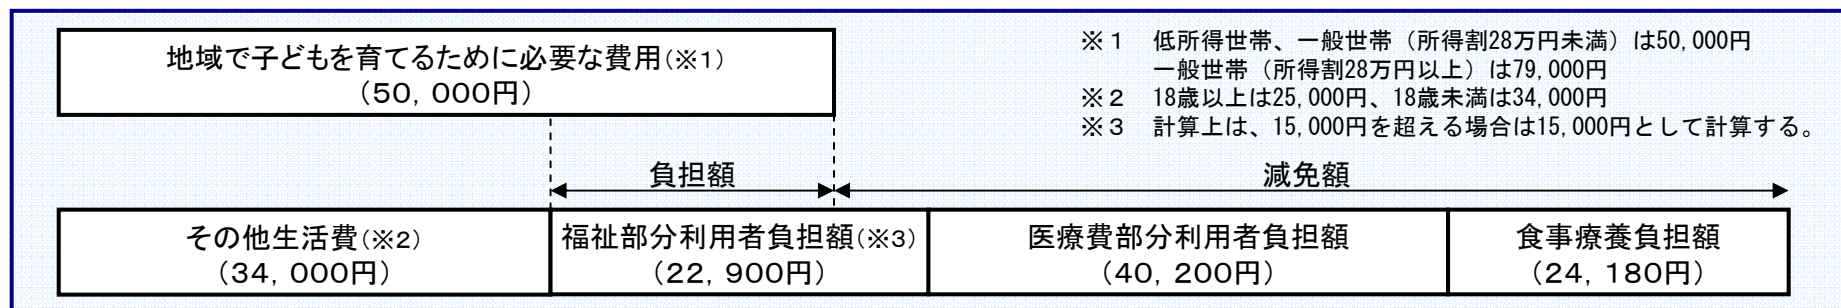 地域で子どもを育てるために必要な費用(※1)
(50,000円)
※1 低所得世帯、一般世帯(所得割28万円未満)は50,000円
一般世帯(所得割28万円以上)は79,000円
※2 18歳以上は25,000円、18歳未満は34,000円
※3 計算上は、15,000円を超える場合は15,000円として計算する。
負担額
減免額
その他生活費(※2)
(34,000円)
福祉部分利用者負担額(※3)
(22,900円)
医療費部分利用者負担額
(40,200円)
食事療養負担額
(24,180円)